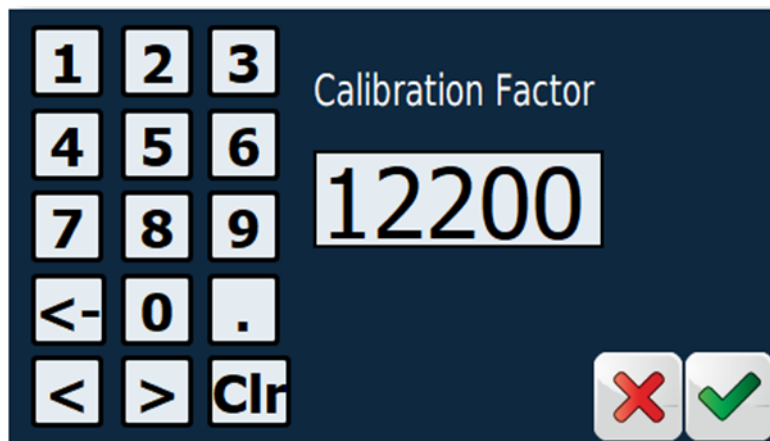 1 2 3
4 5 6
7 8 9
<- 0 .
< > Clr
Calibration Factor
12200